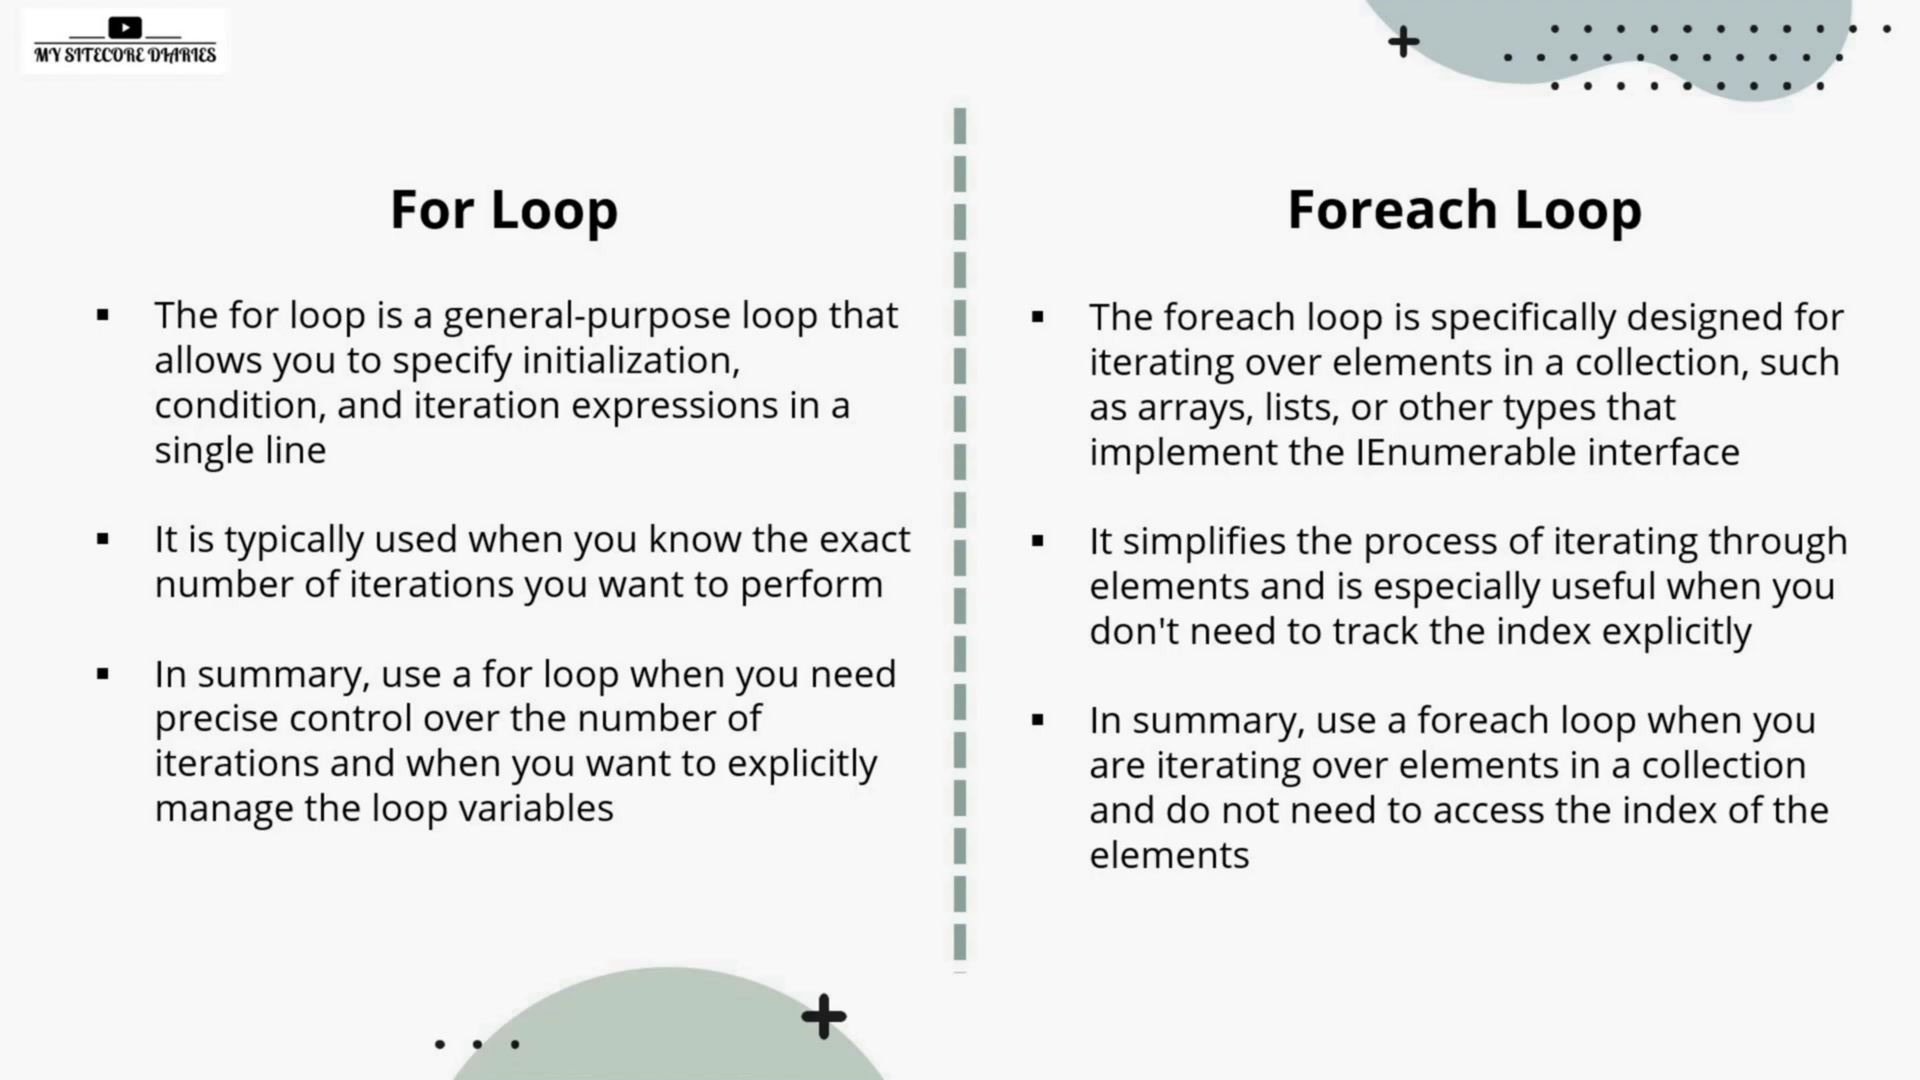 MY SITECORE DIARIES
For Loop
▪ The for loop is a general-purpose loop that
allows you to specify initialization,
condition, and iteration expressions in a
single line
▪ It is typically used when you know the exact
number of iterations you want to perform
▪ In summary, use a for loop when you need
precise control over the number of
iterations and when you want to explicitly
manage the loop variables
Foreach Loop
▪ The foreach loop is specifically designed for
iterating over elements in a collection, such
as arrays, lists, or other types that
implement the IEnumerable interface
▪ It simplifies the process of iterating through
elements and is especially useful when you
don't need to track the index explicitly
▪ In summary, use a foreach loop when you
are iterating over elements in a collection
and do not need to access the index of the
elements